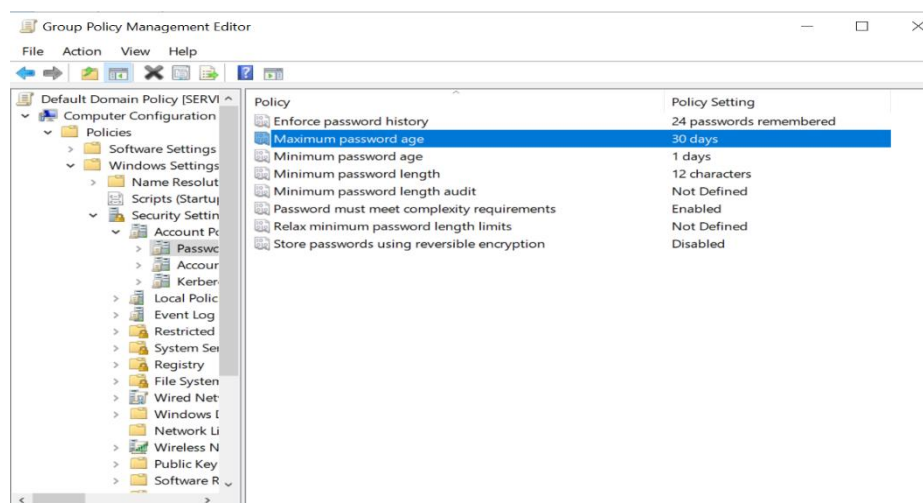 Group Policy Management Editor
File Action View Help
Default Domain Policy [SERVI
Computer Configuration
Policies
Software Settings
Windows Settings
Name Resolut
Scripts (Startu
Security Settin
Account Po
Passwo
Accour
Kerber
Local Polic
Event Log
Restricted
System Ser
Registry
File System
Wired Net
Windows D
Network Li
Wireless N
Public Key
Software R
Policy Policy Setting
Enforce password history 24 passwords remembered
Maximum password age 30 days
Minimum password age 1 days
Minimum password length 12 characters
Minimum password length audit Not Defined
Password must meet complexity requirements Enabled
Relax minimum password length limits Not Defined
Store passwords using reversible encryption Disabled